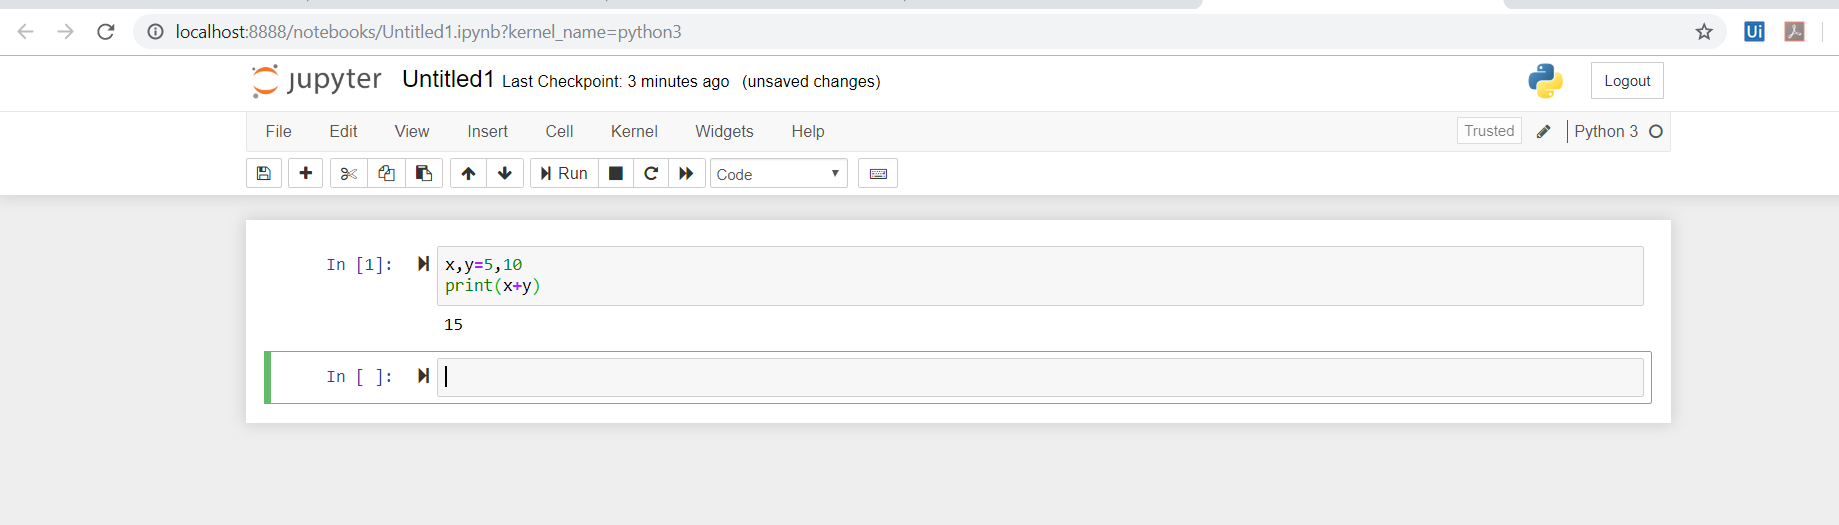 localhost:8888/notebooks/Untitled1.ipynb?kernel_name=python3
Ui
jupyter Untitled1 Last Checkpoint: 3 minutes ago (unsaved changes)
Logout
File Edit View Insert Cell Kernel Widgets Help
Trusted Python 3
Run Code
In [1]: x,y=5,10
print(x+y)
15
In [ ]: